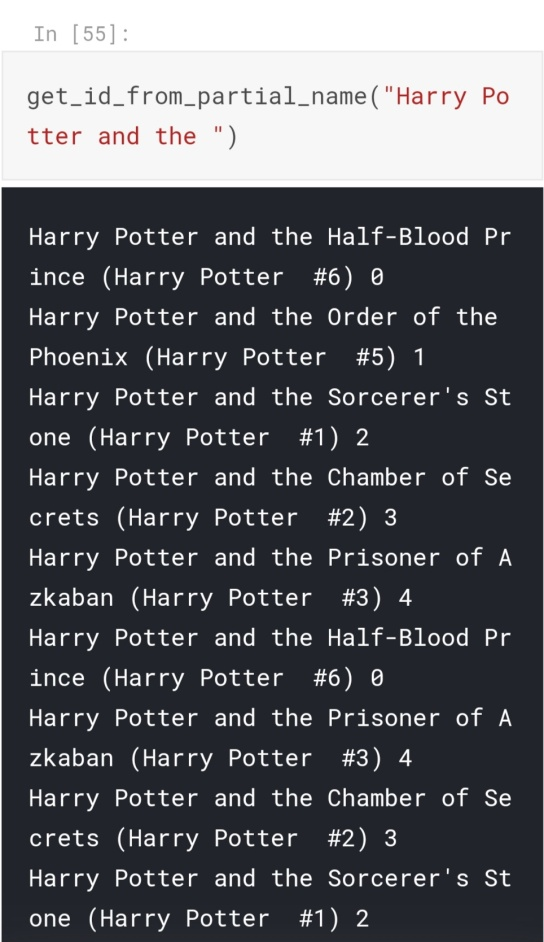 In [55]:
get_id_from_partial_name("Harry Po
tter and the ")
Harry Potter and the Half-Blood Pr
ince (Harry Potter  #6) 0
Harry Potter and the Order of the
Phoenix (Harry Potter  #5) 1
Harry Potter and the Sorcerer's St
one (Harry Potter  #1) 2
Harry Potter and the Chamber of Se
crets (Harry Potter  #2) 3
Harry Potter and the Prisoner of A
zkaban (Harry Potter  #3) 4
Harry Potter and the Half-Blood Pr
ince (Harry Potter  #6) 0
Harry Potter and the Prisoner of A
zkaban (Harry Potter  #3) 4
Harry Potter and the Chamber of Se
crets (Harry Potter  #2) 3
Harry Potter and the Sorcerer's St
one (Harry Potter  #1) 2